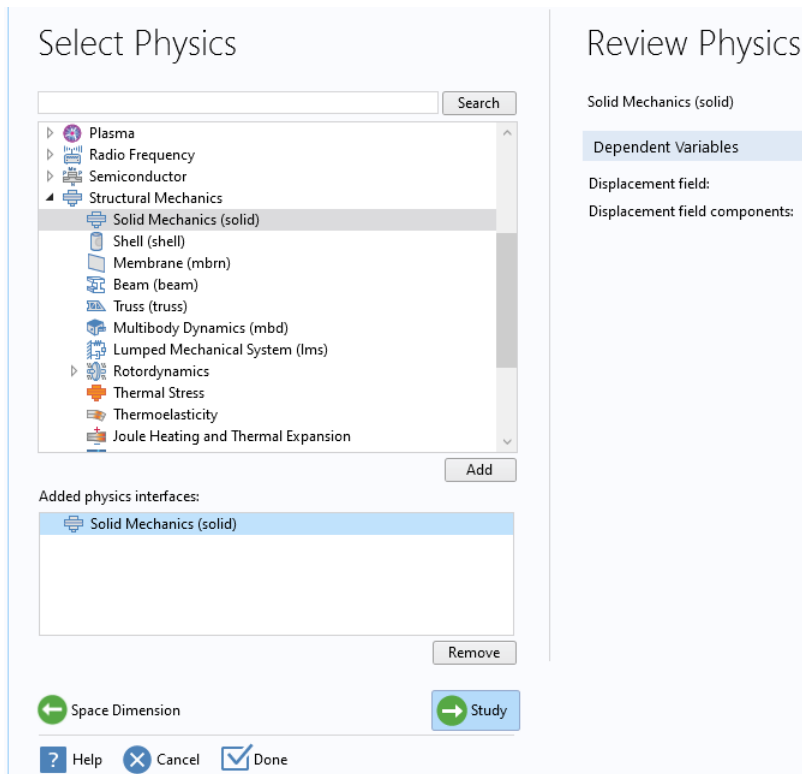 Select Physics
Search
Plasma
Radio Frequency
Semiconductor
Structural Mechanics
Solid Mechanics (solid)
Shell (shell)
Membrane (mbrn)
Beam (beam)
Truss (truss)
Multibody Dynamics (mbd)
Lumped Mechanical System (lms)
Rotordynamics
Thermal Stress
Thermoelasticity
Joule Heating and Thermal Expansion
Add
Added physics interfaces:
Solid Mechanics (solid)
Remove
Space Dimension
Study
? Help
Cancel
Done
Review Physics
Solid Mechanics (solid)
Dependent Variables
Displacement field:
Displacement field components: